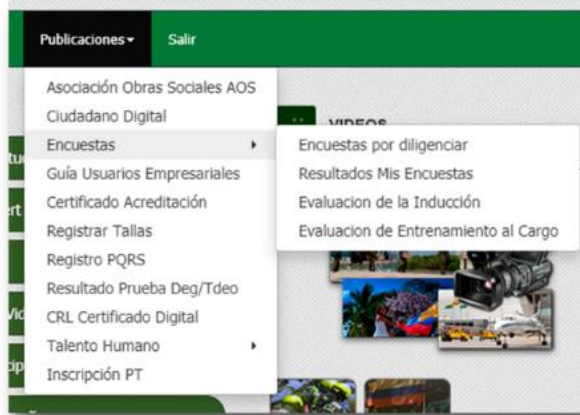 Publicaciones
Salir
Asociación Obras Sociales AOS
Ciudadano Digital
Encuestas
Guía Usuarios Empresariales
Certificado Acreditación
Registrar Tallas
Registro PQRS
Resultado Prueba Deg/Tdeo
CRL Certificado Digital
Talento Humano
Inscripción PT
VIDEOS
Encuestas por diligenciar
Resultados Mis Encuestas
Evaluacion de la Inducción
Evaluacion de Entrenamiento al Cargo